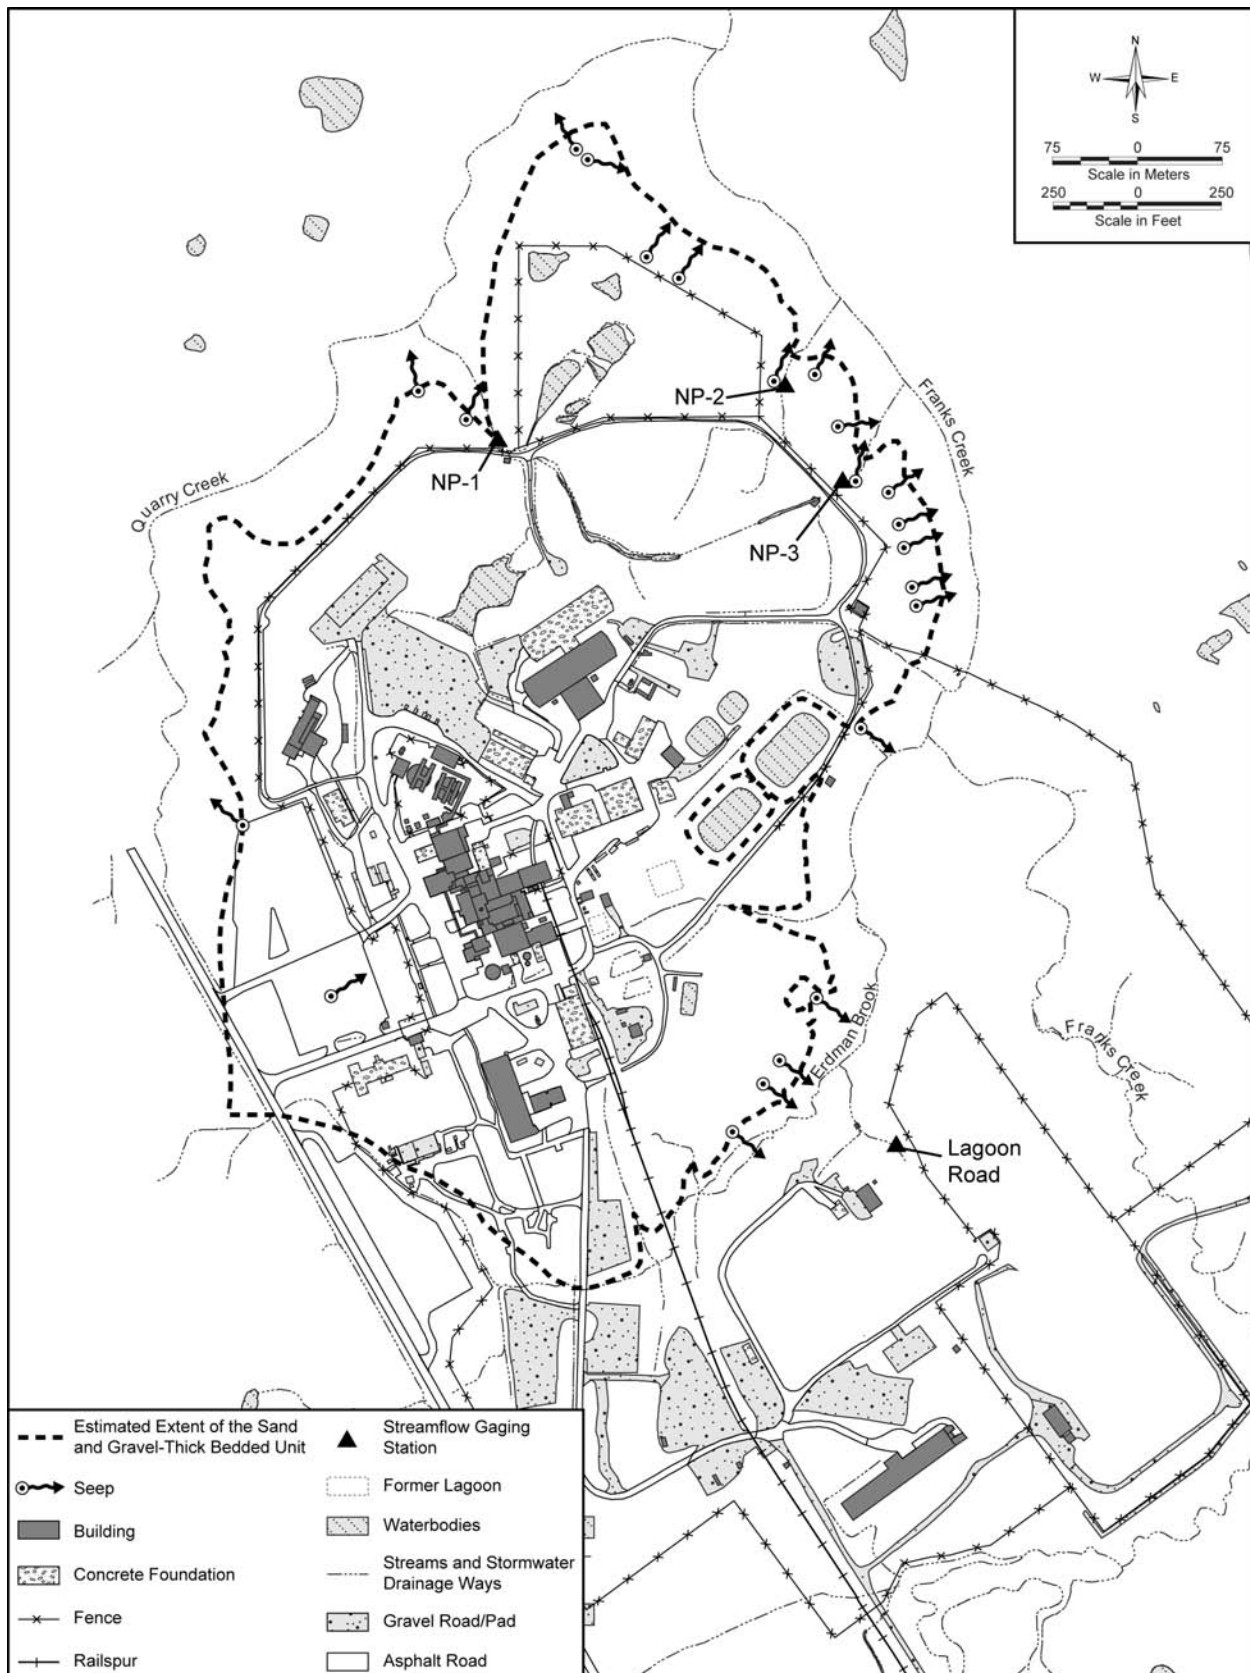 N
W E
S
75 0 75
Scale in Meters
250 0 250
Scale in Feet
NP-2
Franks Creek
NP-1
Quarry Creek
NP-3
Erdman Brook
Franks Creek
Lagoon
Road
Estimated Extent of the Sand
and Gravel-Thick Bedded Unit
Seep
Building
Concrete Foundation
Fence
Railspur
Streamflow Gaging
Station
Former Lagoon
Waterbodies
Streams and Stormwater
Drainage Ways
Gravel Road/Pad
Asphalt Road